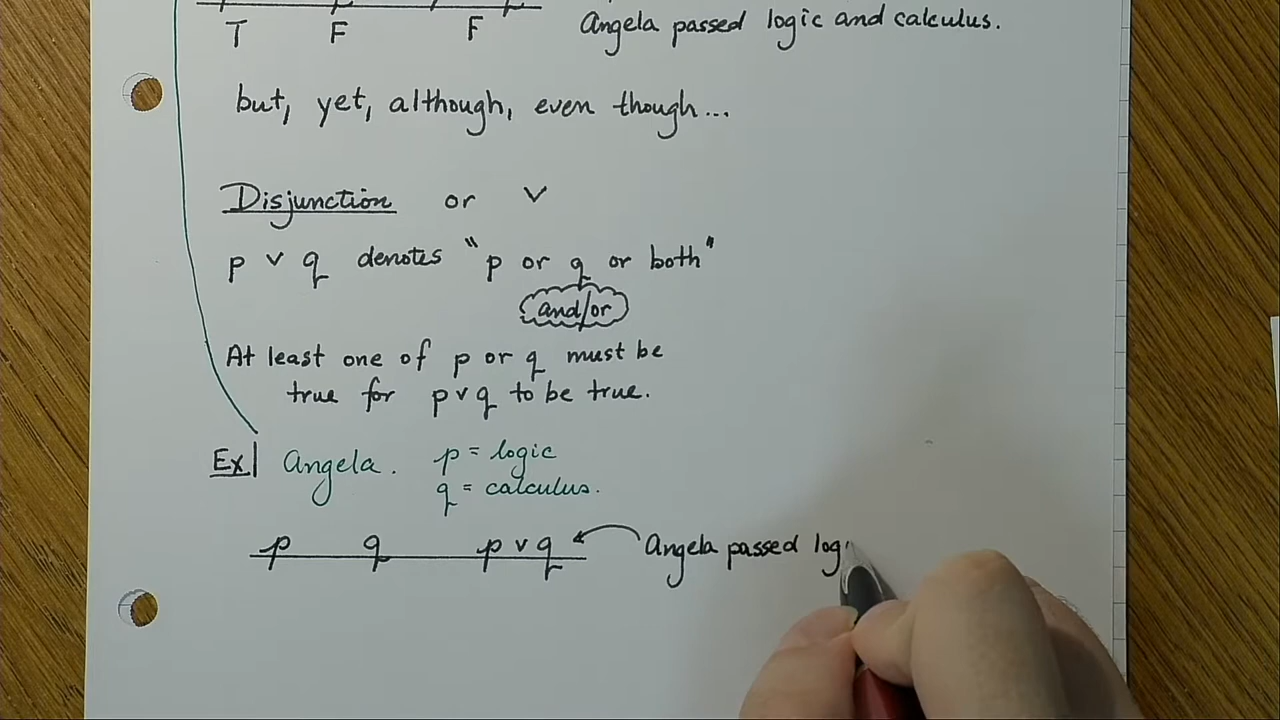 T F F Angela passed logic and calculus.
but, yet, although, even though...
Disjunction or ∨
p ∨ q denotes "p or q or both"
and/or
At least one of p or q must be
true for p ∨ q to be true.
Ex| Angela. p = logic
q = calculus.
p q p ∨ q Angela passed log